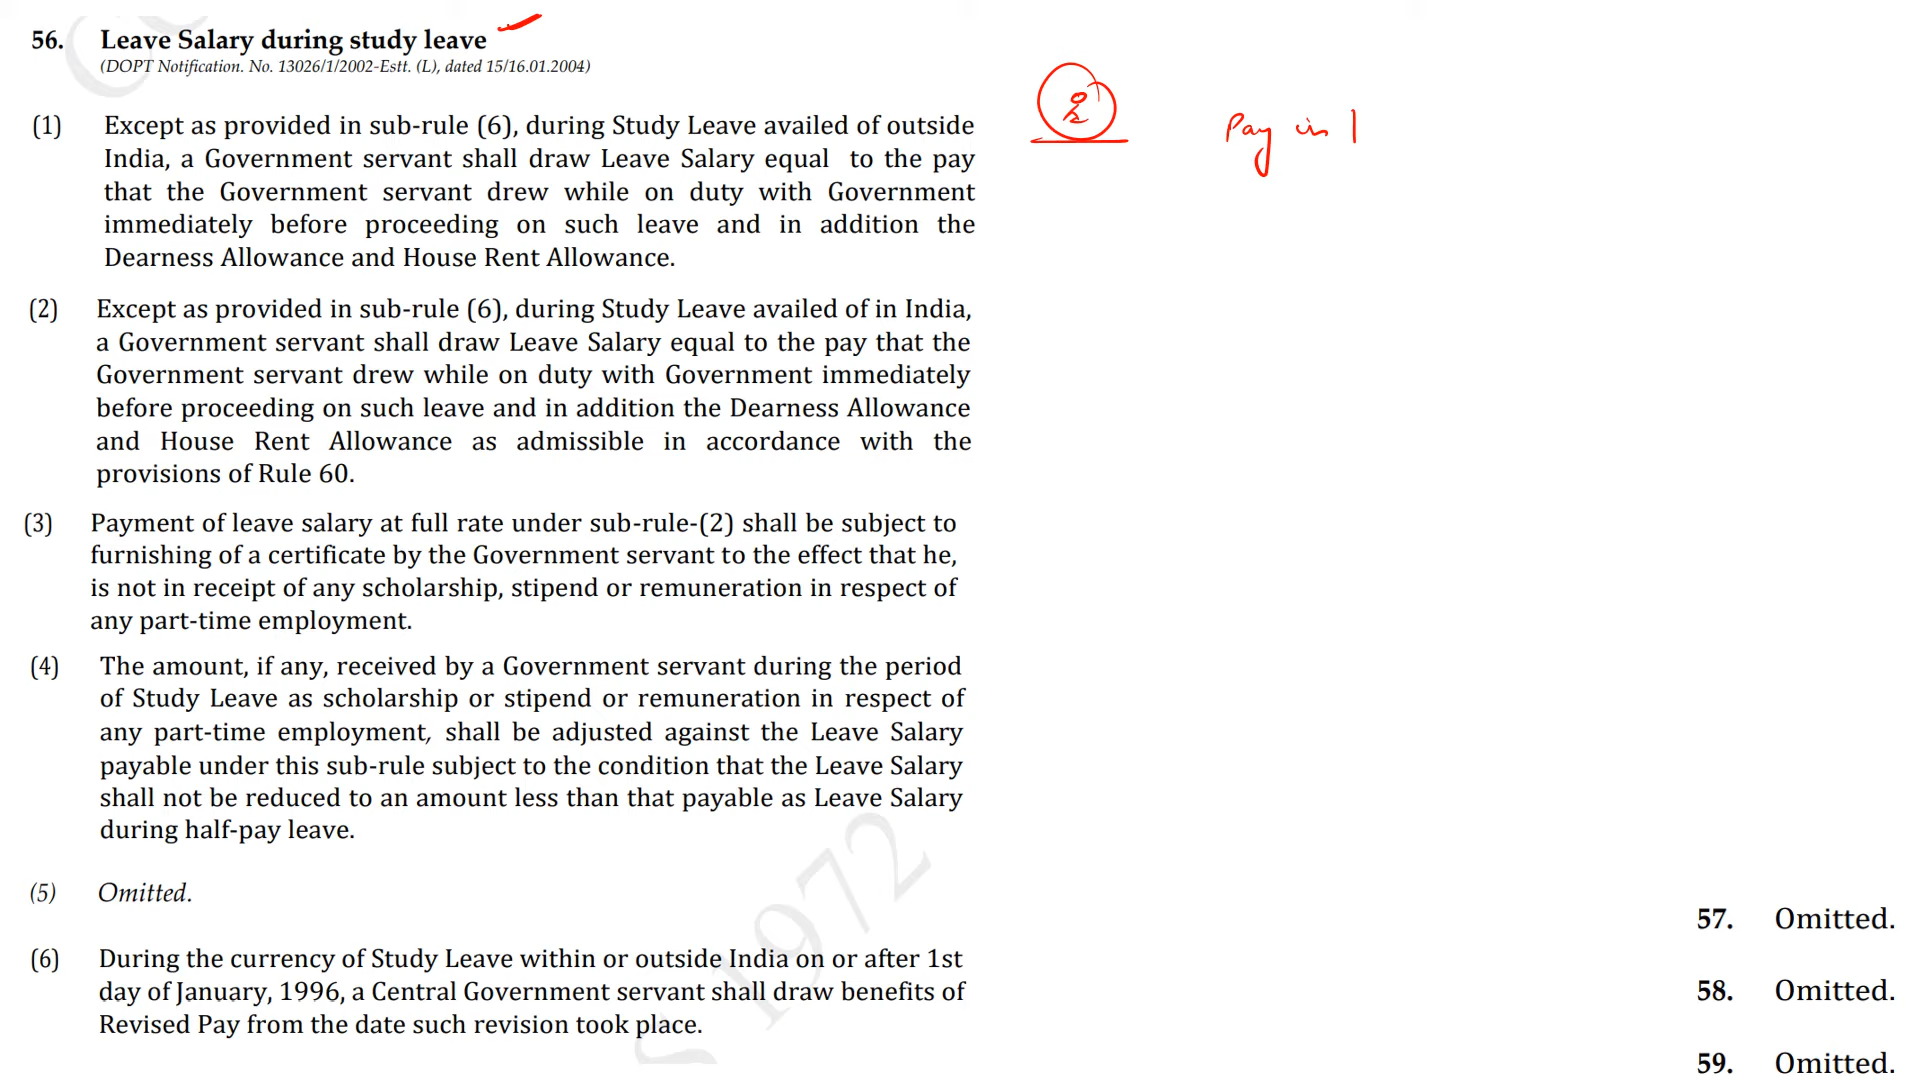 56. Leave Salary during study leave
(DOPT Notification. No. 13026/1/2002-Estt. (L), dated 15/16.01.2004)
(1) Except as provided in sub-rule (6), during Study Leave availed of outside
India, a Government servant shall draw Leave Salary equal to the pay
that the Government servant drew while on duty with Government
immediately before proceeding on such leave and in addition the
Dearness Allowance and House Rent Allowance.
(2) Except as provided in sub-rule (6), during Study Leave availed of in India,
a Government servant shall draw Leave Salary equal to the pay that the
Government servant drew while on duty with Government immediately
before proceeding on such leave and in addition the Dearness Allowance
and House Rent Allowance as admissible in accordance with the
provisions of Rule 60.
(3) Payment of leave salary at full rate under sub-rule-(2) shall be subject to
furnishing of a certificate by the Government servant to the effect that he,
is not in receipt of any scholarship, stipend or remuneration in respect of
any part-time employment.
(4) The amount, if any, received by a Government servant during the period
of Study Leave as scholarship or stipend or remuneration in respect of
any part-time employment, shall be adjusted against the Leave Salary
payable under this sub-rule subject to the condition that the Leave Salary
shall not be reduced to an amount less than that payable as Leave Salary
during half-pay leave.
(5) Omitted.
(6) During the currency of Study Leave within or outside India on or after 1st
day of January, 1996, a Central Government servant shall draw benefits of
Revised Pay from the date such revision took place.
Pay in
57. Omitted.
58. Omitted.
59. Omitted.
1972